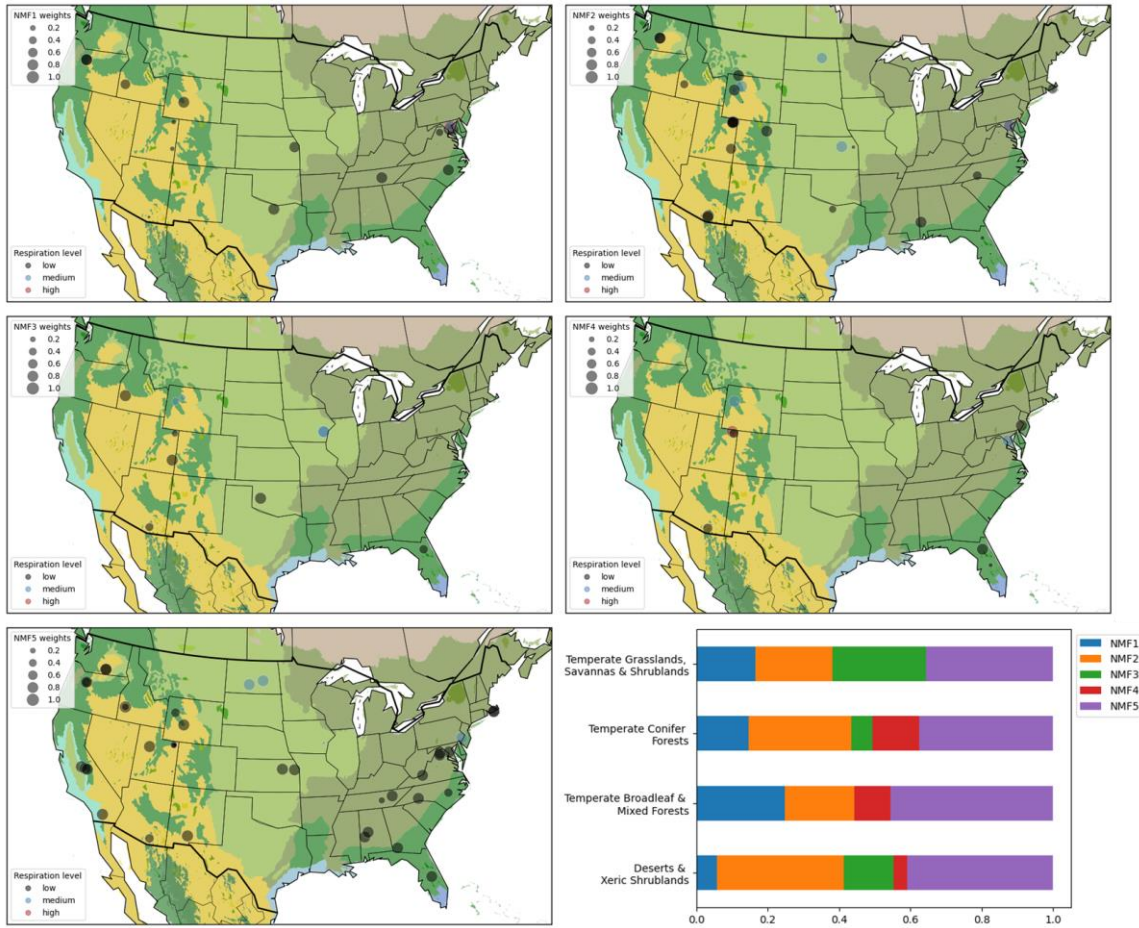 NMF1 weights
0.2
0.4
0.6
0.8
1.0
Respiration level
low
medium
high
NMF2 weights
0.2
0.4
0.6
0.8
1.0
Respiration level
low
medium
high
NMF3 weights
0.2
0.4
0.6
0.8
1.0
Respiration level
low
medium
high
NMF4 weights
0.2
0.4
0.6
0.8
1.0
Respiration level
low
medium
high
NMF5 weights
0.2
0.4
0.6
0.8
1.0
Respiration level
low
medium
high
Temperate Grasslands,
Savannas & Shrublands
Temperate Conifer
Forests
Temperate Broadleaf &
Mixed Forests
Deserts &
Xeric Shrublands
0.0 0.2 0.4 0.6 0.8 1.0
NMF1
NMF2
NMF3
NMF4
NMF5